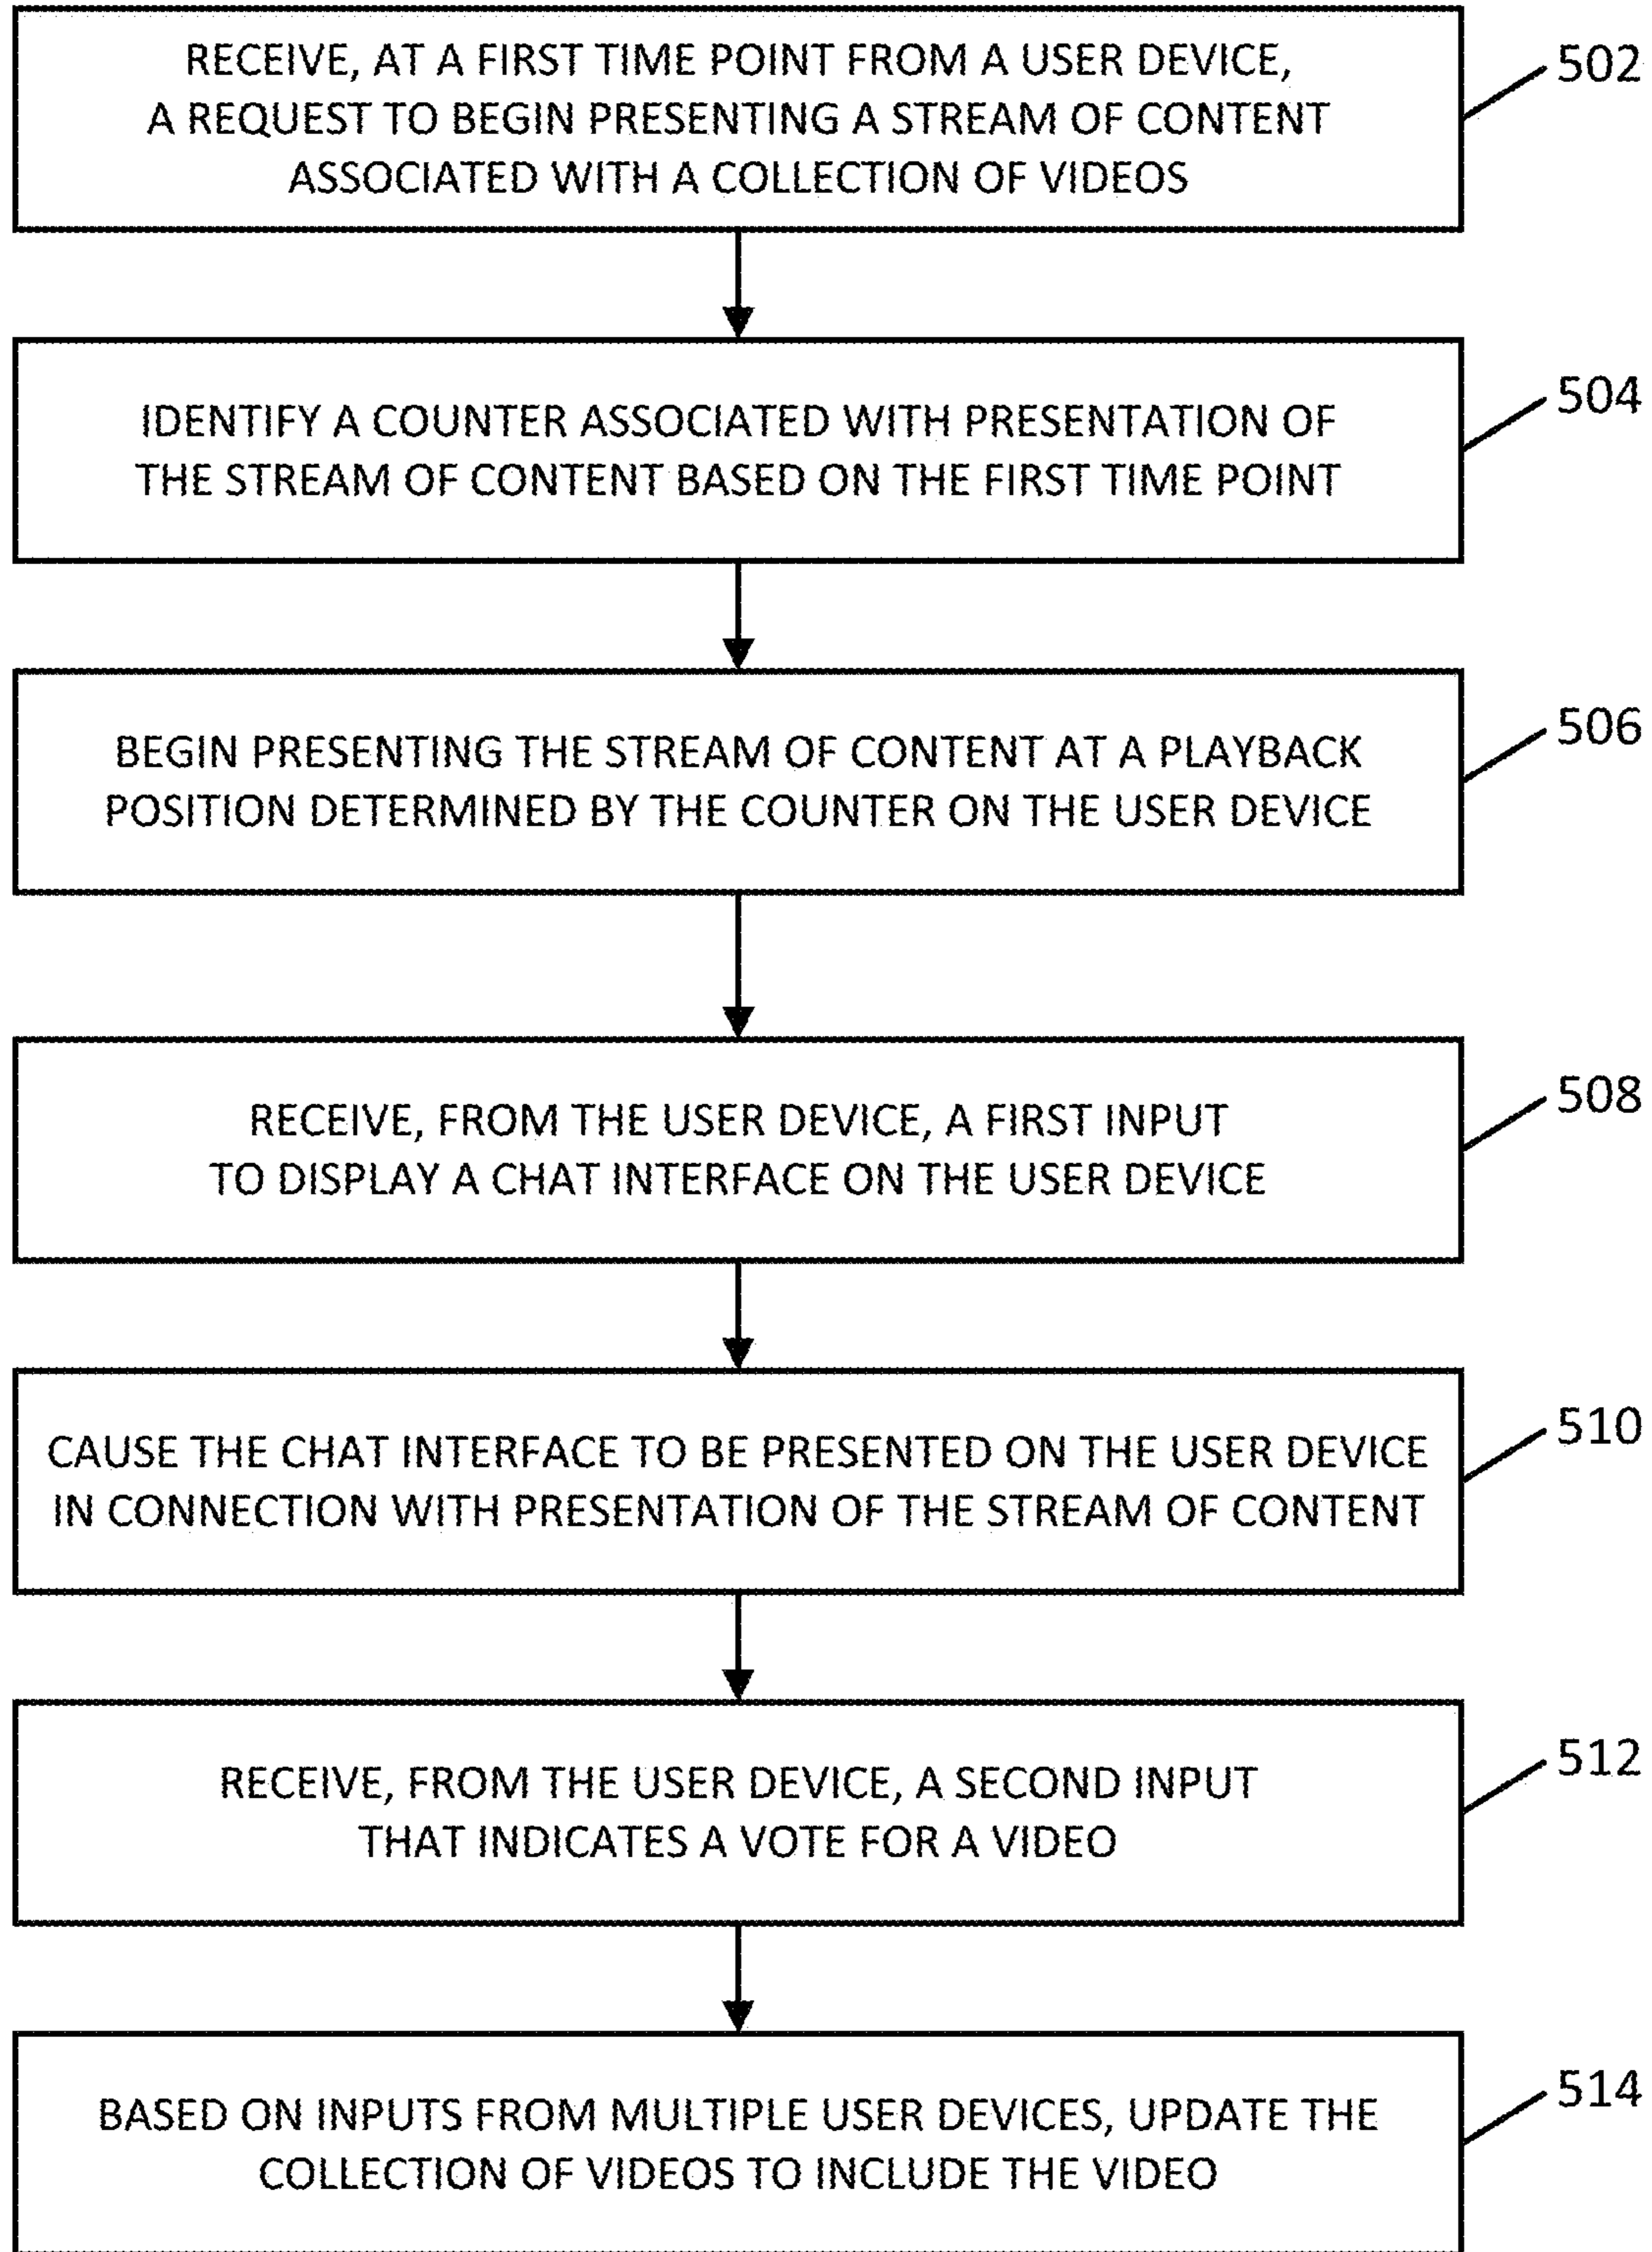 RECEIVE, AT A FIRST TIME POINT FROM A USER DEVICE,
A REQUEST TO BEGIN PRESENTING A STREAM OF CONTENT
ASSOCIATED WITH A COLLECTION OF VIDEOS
502
IDENTIFY A COUNTER ASSOCIATED WITH PRESENTATION OF
THE STREAM OF CONTENT BASED ON THE FIRST TIME POINT
504
BEGIN PRESENTING THE STREAM OF CONTENT AT A PLAYBACK
POSITION DETERMINED BY THE COUNTER ON THE USER DEVICE
506
RECEIVE, FROM THE USER DEVICE, A FIRST INPUT
TO DISPLAY A CHAT INTERFACE ON THE USER DEVICE
508
CAUSE THE CHAT INTERFACE TO BE PRESENTED ON THE USER DEVICE
IN CONNECTION WITH PRESENTATION OF THE STREAM OF CONTENT
510
RECEIVE, FROM THE USER DEVICE, A SECOND INPUT
THAT INDICATES A VOTE FOR A VIDEO
512
BASED ON INPUTS FROM MULTIPLE USER DEVICES, UPDATE THE
COLLECTION OF VIDEOS TO INCLUDE THE VIDEO
514